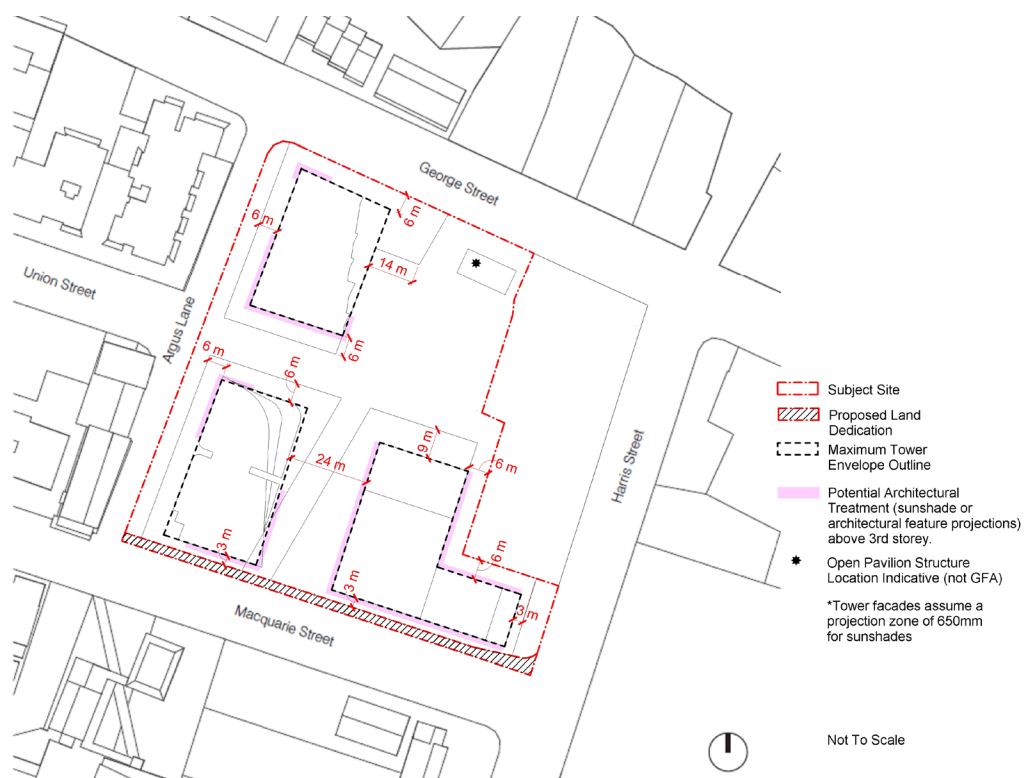 George Street
6 m
6 m
14 m
Union Street
Argus Lane
6 m
6 m
6 m
9 m
6 m
24 m
Harris Street
3 m
6 m
3 m
3 m
Macquarie Street
Subject Site
Proposed Land
Dedication
Maximum Tower
Envelope Outline
Potential Architectural
Treatment (sunshade or
architectural feature projections)
above 3rd storey.
Open Pavilion Structure
Location Indicative (not GFA)
*Tower facades assume a
projection zone of 650mm
for sunshades
Not To Scale